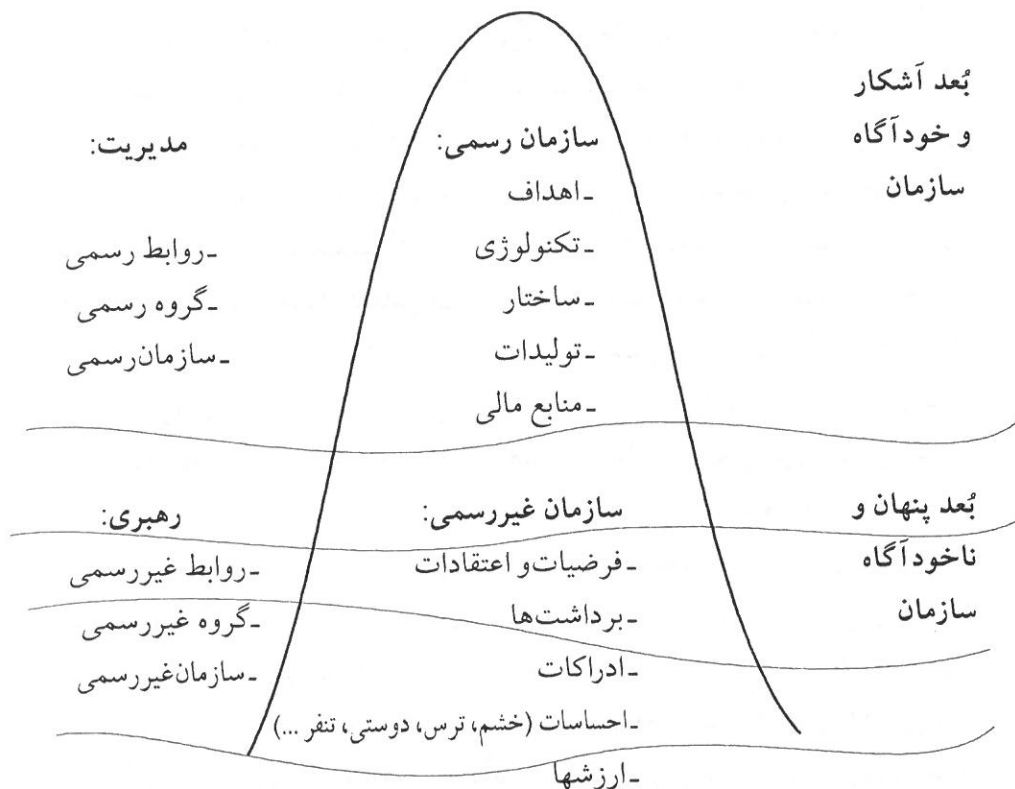 بُعد آشکار
و خودآگاه
سازمان
سازمان رسمی:
ـ اهداف
ـ تکنولوژی
ـ ساختار
ـ تولیدات
ـ منابع مالی
مدیریت:
ـ روابط رسمی
ـ گروه رسمی
ـ سازمان‌رسمی
بُعد پنهان و
ناخودآگاه
سازمان
سازمان غیررسمی:
ـ فرضیات و اعتقادات
ـ برداشت‌ها
ـ ادراکات
ـ احساسات (خشم، ترس، دوستی، تنفر ...)
ـ ارزشها
رهبری:
ـ روابط غیررسمی
ـ گروه غیررسمی
ـ سازمان‌غیررسمی